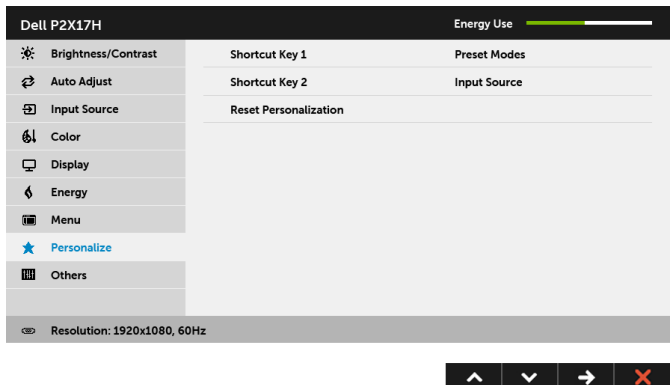 Dell P2X17H Energy Use
Brightness/Contrast Shortcut Key 1 Preset Modes
Auto Adjust Shortcut Key 2 Input Source
Input Source Reset Personalization
Color
Display
Energy
Menu
Personalize
Others
Resolution: 1920x1080, 60Hz